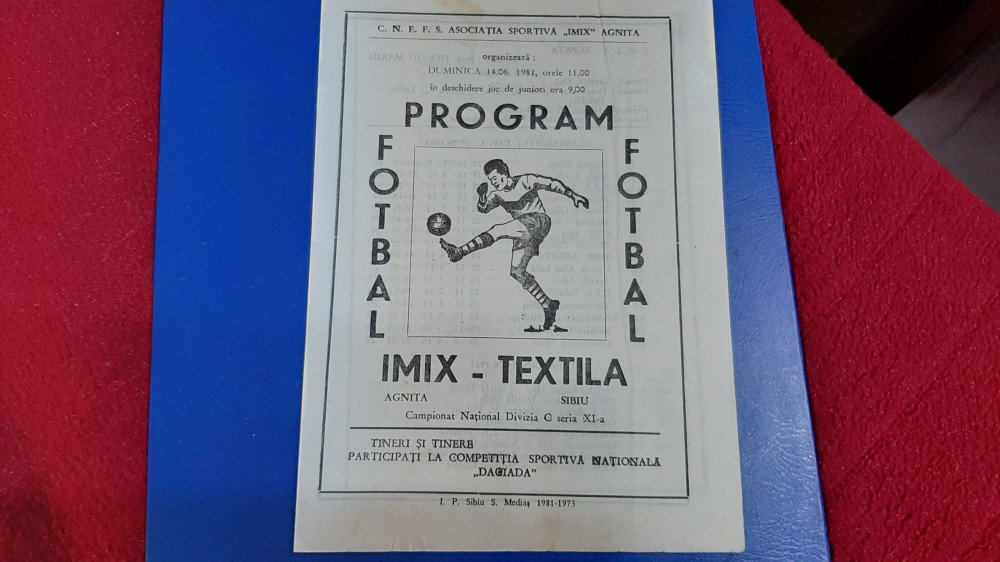 C. N. E. F. S. ASOCIAȚIA SPORTIVĂ „IMIX" AGNITA
organizează :
DUMINICĂ 14.06. 1981, orele 11,00
în deschidere joc de juniori ora 9,00
PROGRAM
FOTBAL
FOTBAL
IMIX - TEXTILA
AGNITA SIBIU
Campionat Național Divizia C seria XI-a
TINERI ȘI TINERE
PARTICIPAȚI LA COMPETIȚIA SPORTIVĂ NAȚIONALĂ
„DACIADA"
I. P. Sibiu S. Mediaș 1981-1973